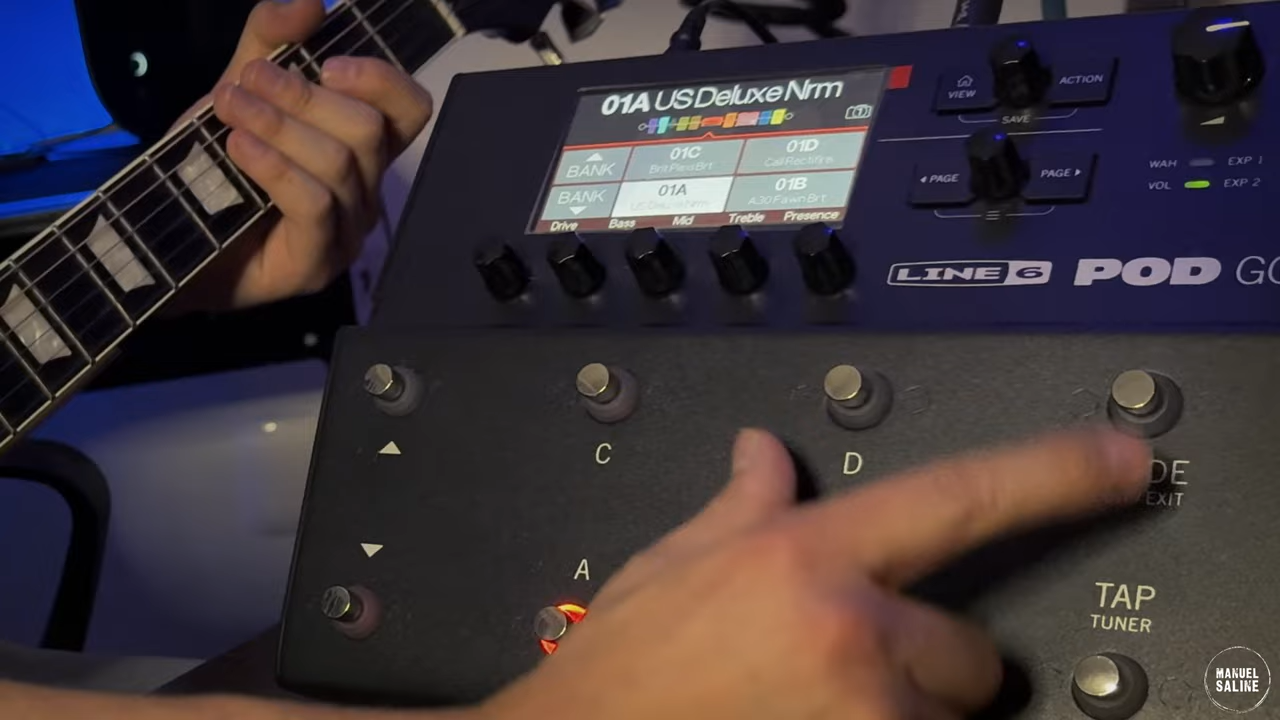 01A US Deluxe Nrm
BANK
01C
Brit Plexi Brt
01D
Cali Rectifire
BANK
01A
US Deluxe Nrm
01B
A30 Fawn Brt
Drive Bass Mid Treble Presence
VIEW
ACTION
SAVE
PAGE
PAGE
WAH EXP 1
VOL EXP 2
LINE 6 POD GO
C
D
DE
EXIT
A
TAP
TUNER
MANUEL
SALINE